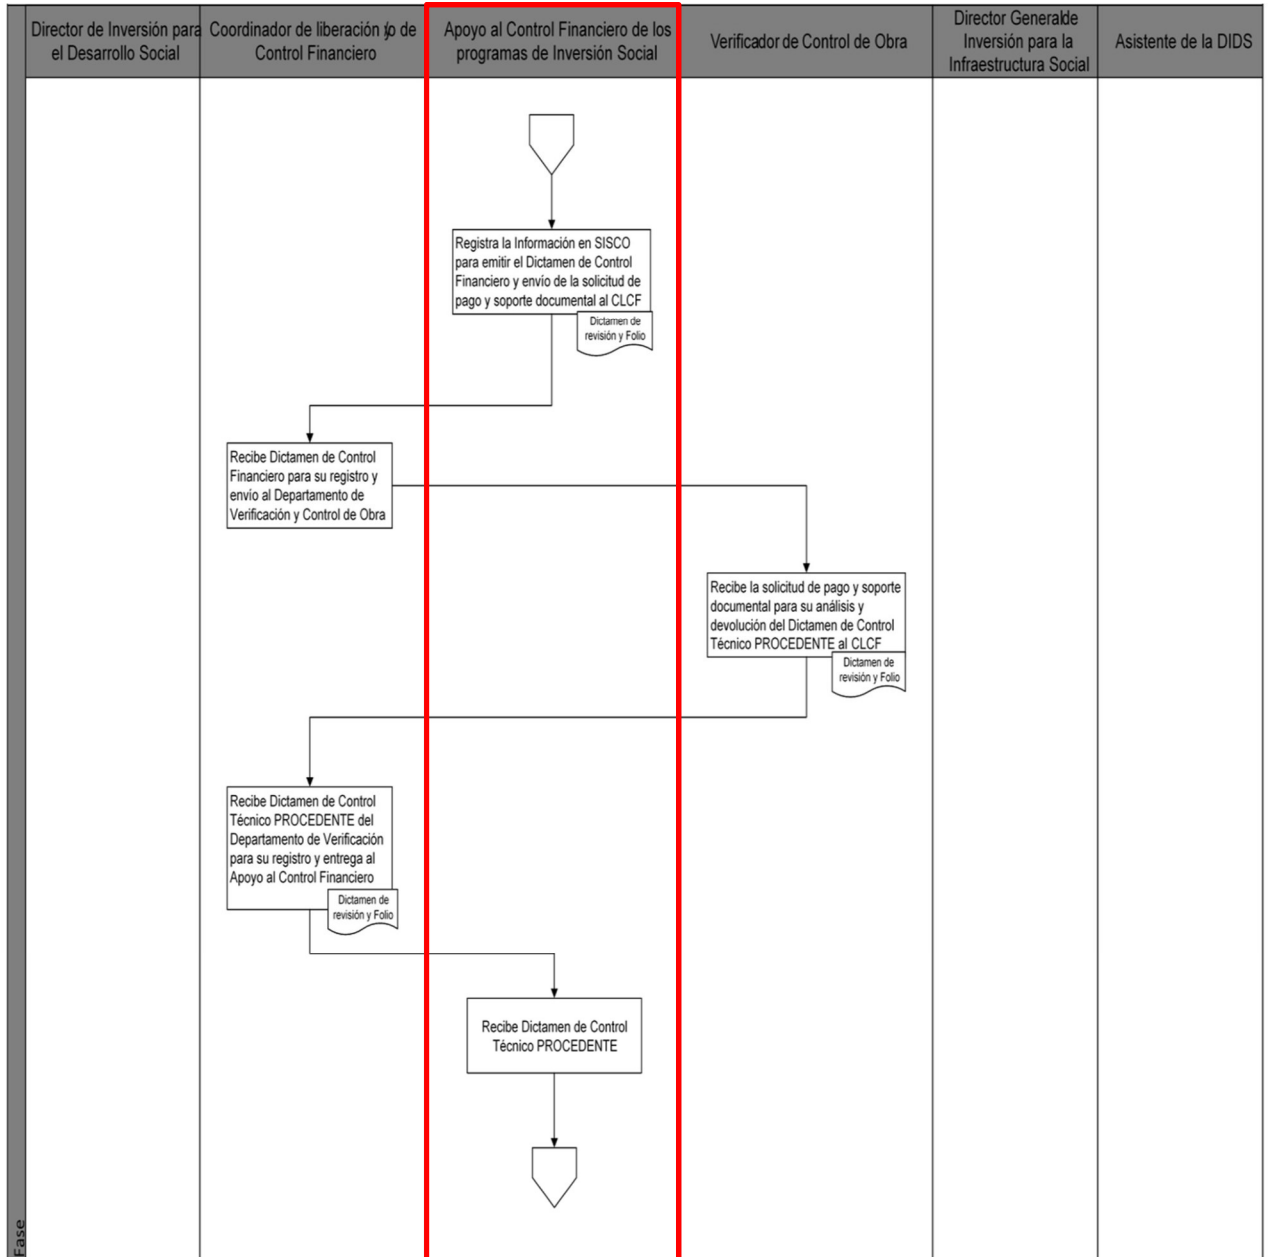 Director de Inversión para
el Desarrollo Social
Coordinador de liberación y/o de
Control Financiero
Apoyo al Control Financiero de los
programas de Inversión Social
Verificador de Control de Obra
Director Generalde
Inversión para la
Infraestructura Social
Asistente de la DIDS
Registra la Información en SISCO
para emitir el Dictamen de Control
Financiero y envío de la solicitud de
pago y soporte documental al CLCF
Dictamen de
revisión y Folio
Recibe Dictamen de Control
Financiero para su registro y
envío al Departamento de
Verificación y Control de Obra
Recibe la solicitud de pago y soporte
documental para su análisis y
devolución del Dictamen de Control
Técnico PROCEDENTE al CLCF
Dictamen de
revisión y Folio
Recibe Dictamen de Control
Técnico PROCEDENTE del
Departamento de Verificación
para su registro y entrega al
Apoyo al Control Financiero
Dictamen de
revisión y Folio
Recibe Dictamen de Control
Técnico PROCEDENTE
Fase